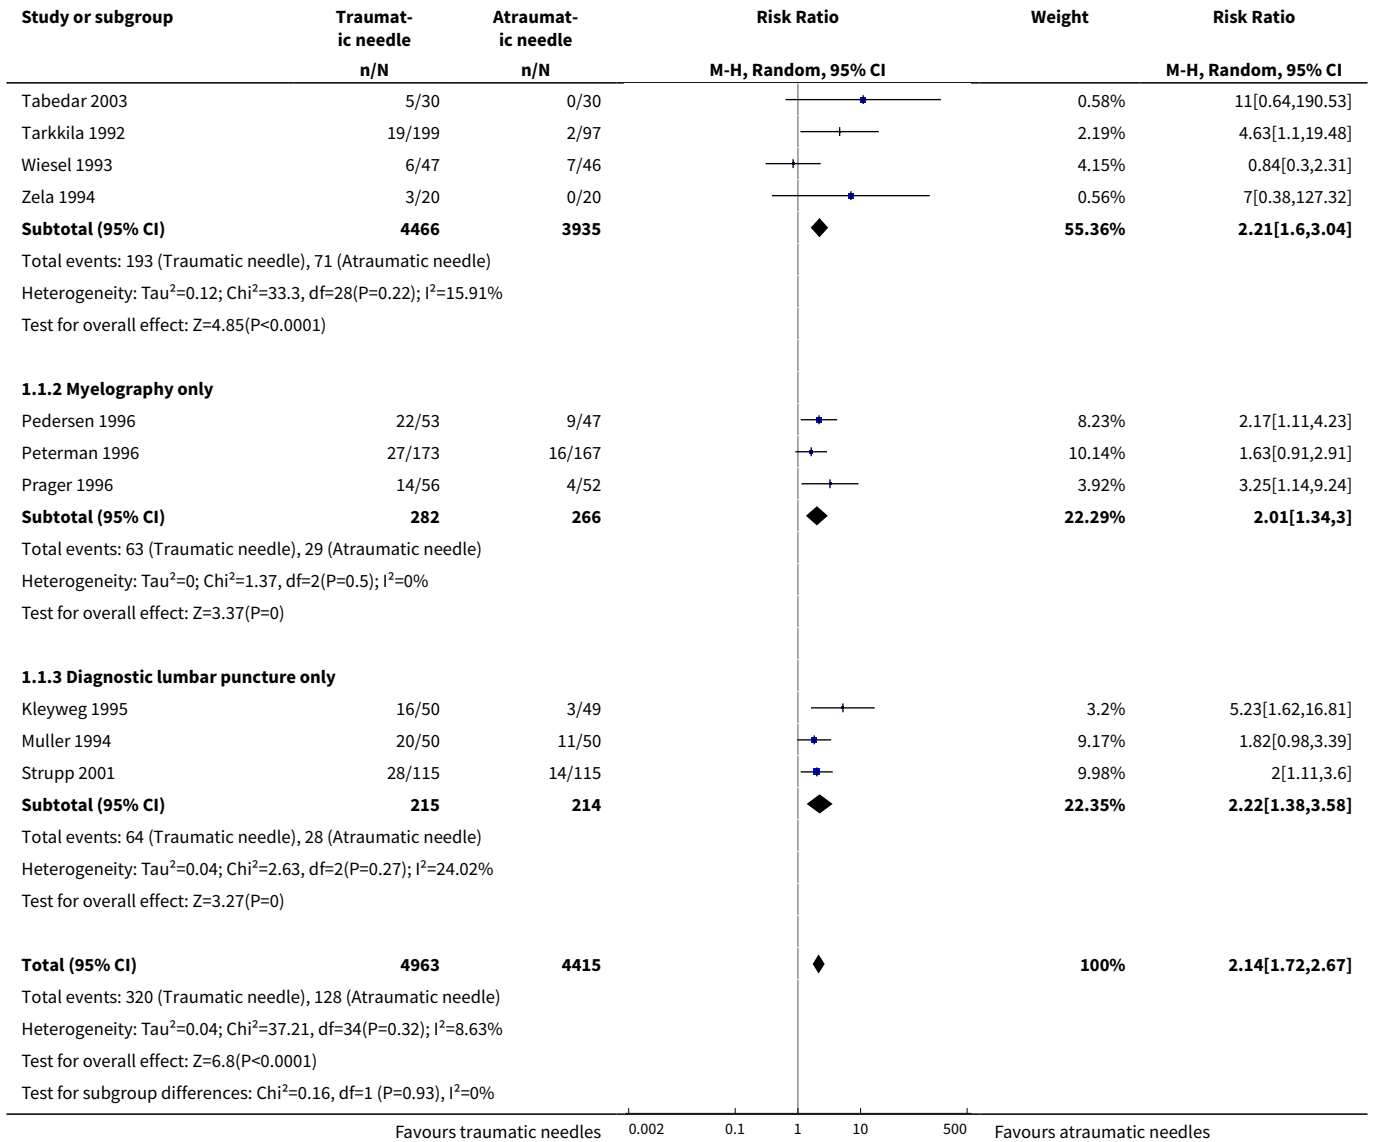 Study or subgroup Traumat- Atraumat- Risk Ratio Weight Risk Ratio
ic needle ic needle
n/N n/N M-H, Random, 95% CI M-H, Random, 95% CI
Tabedar 2003 5/30 0/30 0.58% 11[0.64,190.53]
Tarkkila 1992 19/199 2/97 2.19% 4.63[1.1,19.48]
Wiesel 1993 6/47 7/46 4.15% 0.84[0.3,2.31]
Zela 1994 3/20 0/20 0.56% 7[0.38,127.32]
Subtotal (95% CI) 4466 3935 55.36% 2.21[1.6,3.04]
Total events: 193 (Traumatic needle), 71 (Atraumatic needle)
Heterogeneity: Tau²=0.12; Chi²=33.3, df=28(P=0.22); I²=15.91%
Test for overall effect: Z=4.85(P<0.0001)
1.1.2 Myelography only
Pedersen 1996 22/53 9/47 8.23% 2.17[1.11,4.23]
Peterman 1996 27/173 16/167 10.14% 1.63[0.91,2.91]
Prager 1996 14/56 4/52 3.92% 3.25[1.14,9.24]
Subtotal (95% CI) 282 266 22.29% 2.01[1.34,3]
Total events: 63 (Traumatic needle), 29 (Atraumatic needle)
Heterogeneity: Tau²=0; Chi²=1.37, df=2(P=0.5); I²=0%
Test for overall effect: Z=3.37(P=0)
1.1.3 Diagnostic lumbar puncture only
Kleyweg 1995 16/50 3/49 3.2% 5.23[1.62,16.81]
Muller 1994 20/50 11/50 9.17% 1.82[0.98,3.39]
Strupp 2001 28/115 14/115 9.98% 2[1.11,3.6]
Subtotal (95% CI) 215 214 22.35% 2.22[1.38,3.58]
Total events: 64 (Traumatic needle), 28 (Atraumatic needle)
Heterogeneity: Tau²=0.04; Chi²=2.63, df=2(P=0.27); I²=24.02%
Test for overall effect: Z=3.27(P=0)
Total (95% CI) 4963 4415 100% 2.14[1.72,2.67]
Total events: 320 (Traumatic needle), 128 (Atraumatic needle)
Heterogeneity: Tau²=0.04; Chi²=37.21, df=34(P=0.32); I²=8.63%
Test for overall effect: Z=6.8(P<0.0001)
Test for subgroup differences: Chi²=0.16, df=1 (P=0.93), I²=0%
Favours traumatic needles 0.002 0.1 1 10 500 Favours atraumatic needles